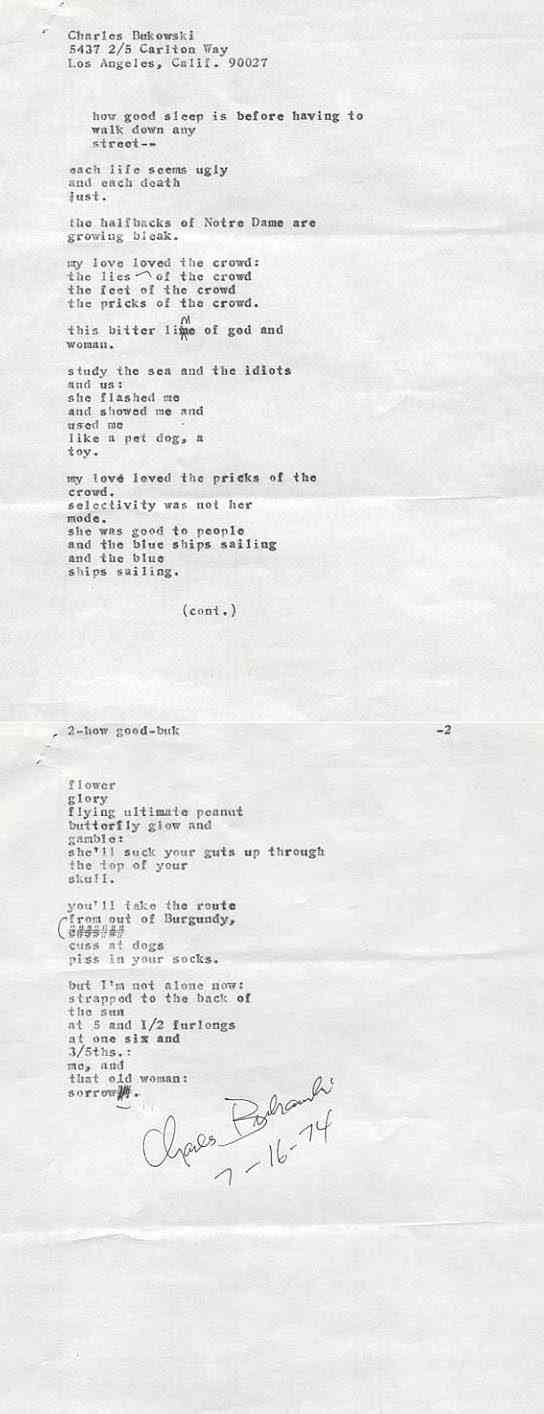 Charles Bukowski
5437 2/5 Carlton Way
Los Angeles, Calif. 90027
how good sleep is before having to
walk down any
street--
each life seems ugly
and each death
just.
the halfbacks of Notre Dame are
growing bleak.
my love loved the crowd:
the lies of the crowd
the feet of the crowd
the pricks of the crowd.
this bitter line of god and
woman.
study the sea and the idiots
and us:
she flashed me
and showed me and
used me
like a pet dog, a
toy.
my love loved the pricks of the
crowd.
selectivity was not her
mode.
she was good to people
and the blue ships sailing
and the blue
ships sailing.
(cont.)
2-how good-buk -2
flower
glory
flying ultimate peanut
butterfly glow and
gamble:
she'll suck your guts up through
the top of your
skull.
you'll take the route
from out of Burgundy,
cuss at dogs
piss in your socks.
but I'm not alone now:
strapped to the back of
the sun
at 5 and 1/2 furlongs
at one six and
3/5ths.:
me, and
that old woman:
sorrow.
Charles Bukowski
7-16-74